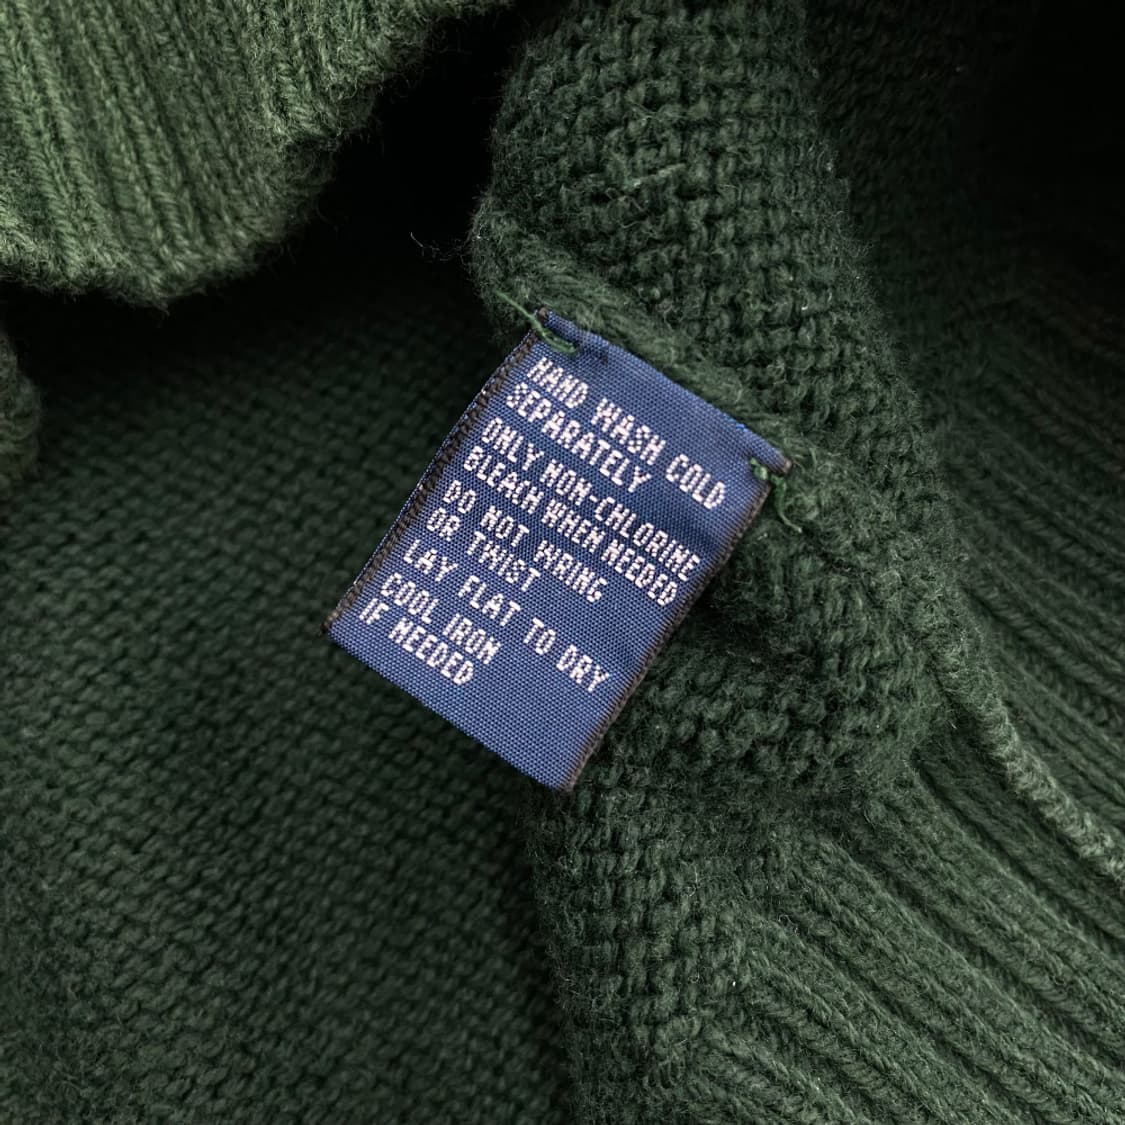 HAND WASH COLD
SEPARATELY
ONLY NON-CHLORINE
BLEACH WHEN NEEDED
DO NOT WRING
OR TWIST
LAY FLAT TO DRY
COOL IRON
IF NEEDED